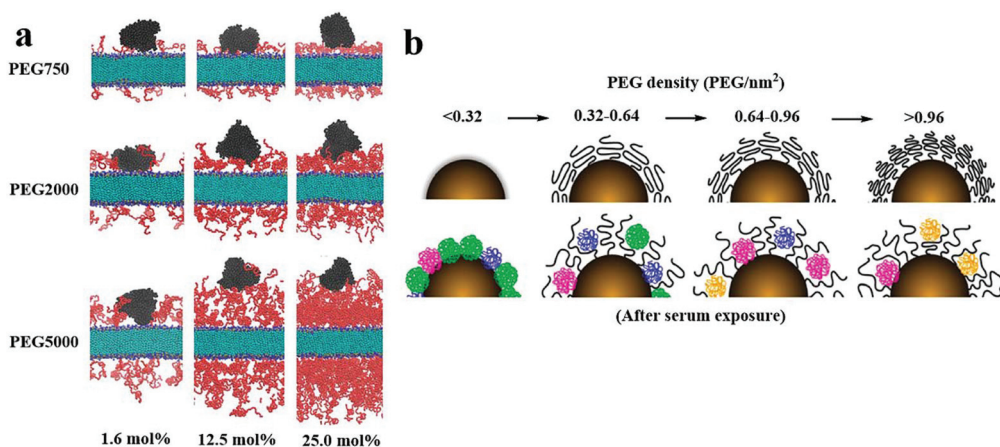 a
PEG750
PEG2000
PEG5000
1.6 mol% 12.5 mol% 25.0 mol%
b
PEG density (PEG/nm²)
<0.32 0.32-0.64 0.64-0.96 >0.96
(After serum exposure)